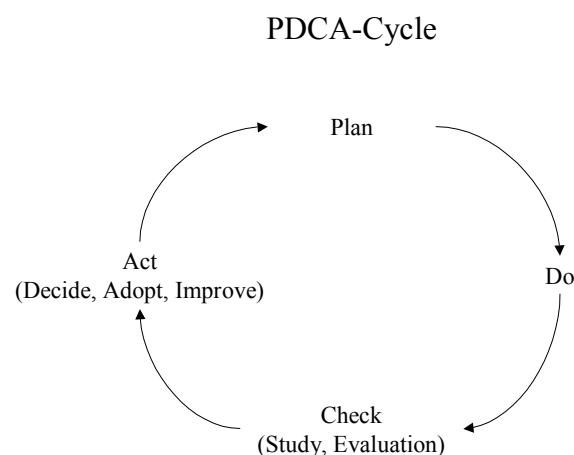 PDCA-Cycle
Plan
Do
Check
(Study, Evaluation)
Act
(Decide, Adopt, Improve)